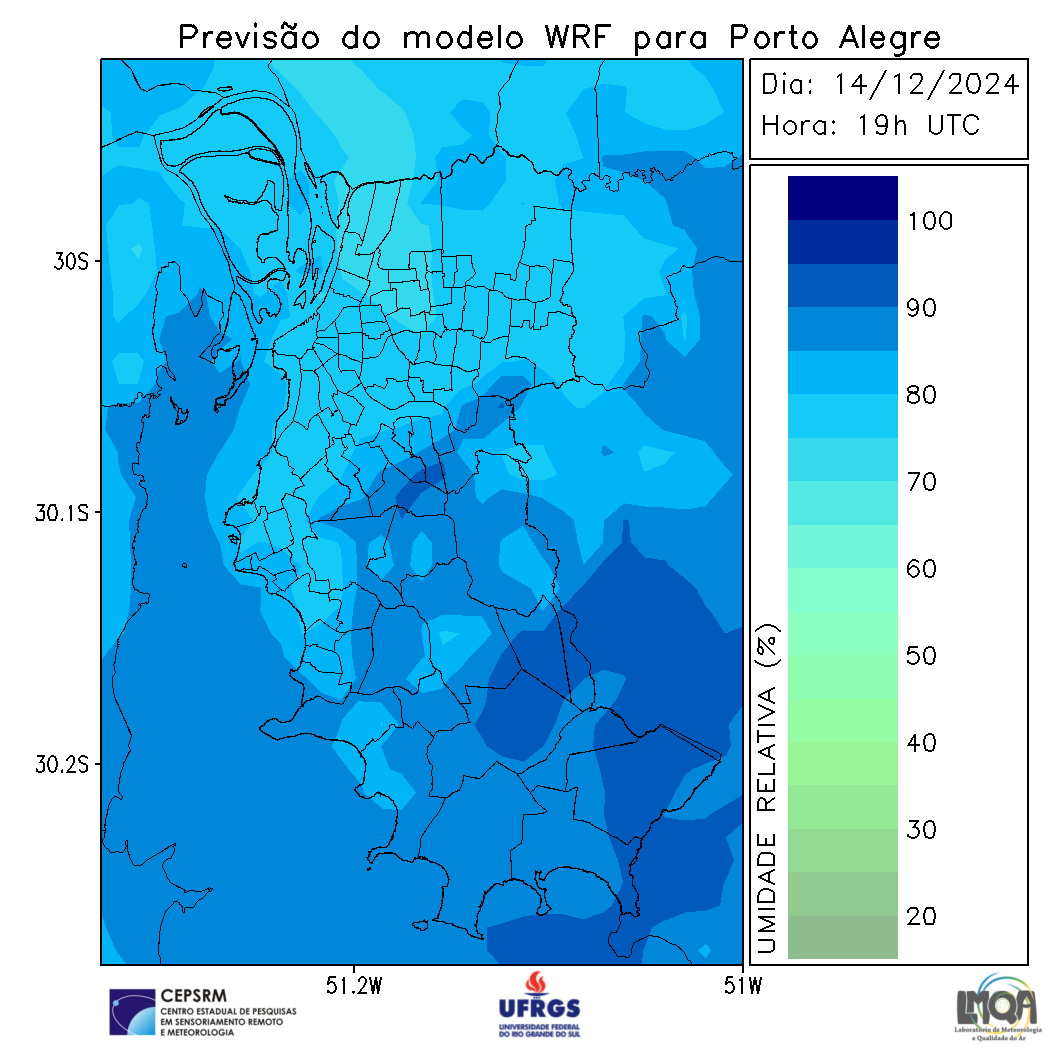 Previsão do modelo WRF para Porto Alegre
Dia: 14/12/2024
Hora: 19h UTC
30S
30.1S
30.2S
51.2W
51W
UMIDADE RELATIVA (%)
100
90
80
70
60
50
40
30
20
CEPSRM
CENTRO ESTADUAL DE PESQUISAS
EM SENSORIAMENTO REMOTO
E METEOROLOGIA
UFRGS
UNIVERSIDADE FEDERAL
DO RIO GRANDE DO SUL
LMQA
Laboratório de Meteorologia
e Qualidade do Ar